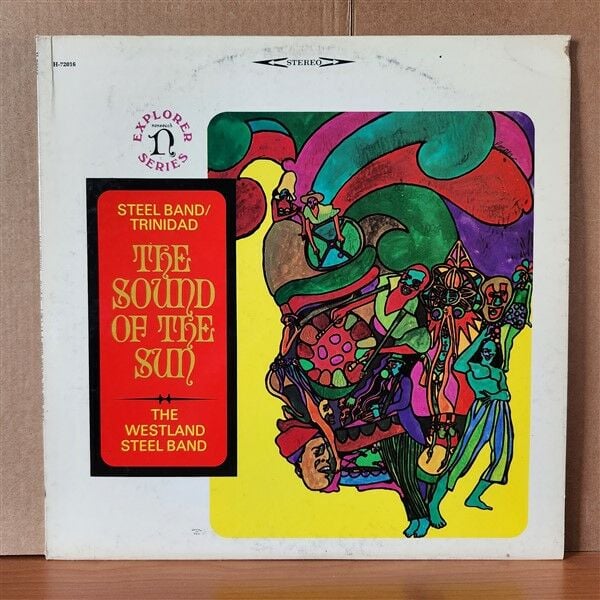 H-72016
STEREO
EXPLORER
nonesuch
n
SERIES
STEEL BAND/
TRINIDAD
THE
SOUND
OF THE
SUN
THE
WESTLAND
STEEL BAND